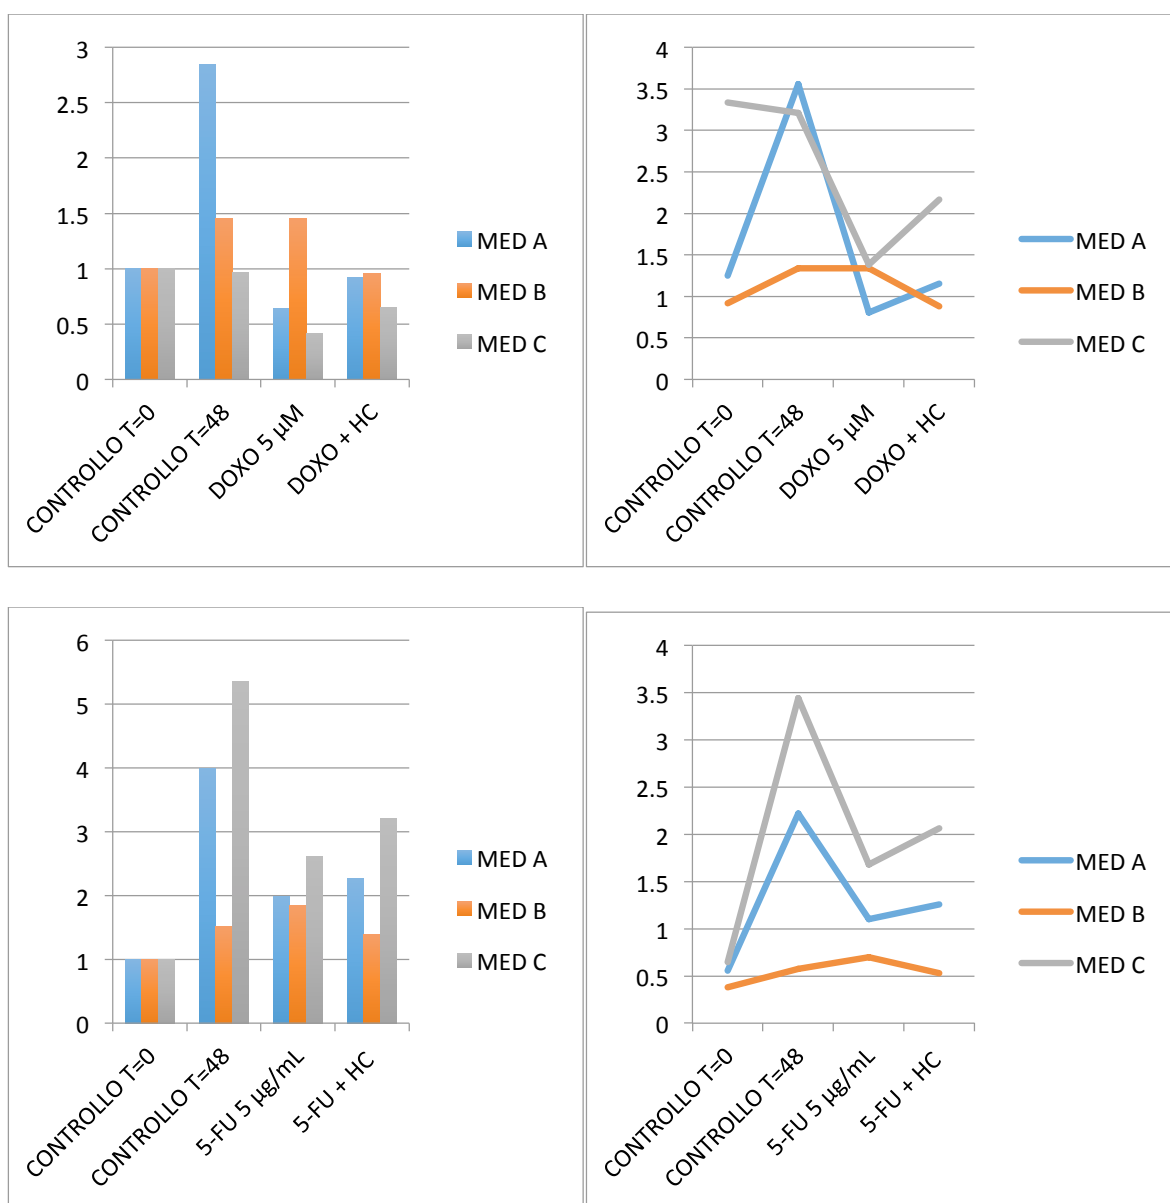 3
2.5
2
1.5
1
0.5
0
CONTROLLO T=0
CONTROLLO T=48
DOXO 5 µM
DOXO + HC
MED A
MED B
MED C
4
3.5
3
2.5
2
1.5
1
0.5
0
CONTROLLO T=0
CONTROLLO T=48
DOXO 5 µM
DOXO + HC
MED A
MED B
MED C
6
5
4
3
2
1
0
CONTROLLO T=0
CONTROLLO T=48
5-FU 5 µg/mL
5-FU + HC
MED A
MED B
MED C
4
3.5
3
2.5
2
1.5
1
0.5
0
CONTROLLO T=0
CONTROLLO T=48
5-FU 5 µg/mL
5-FU + HC
MED A
MED B
MED C